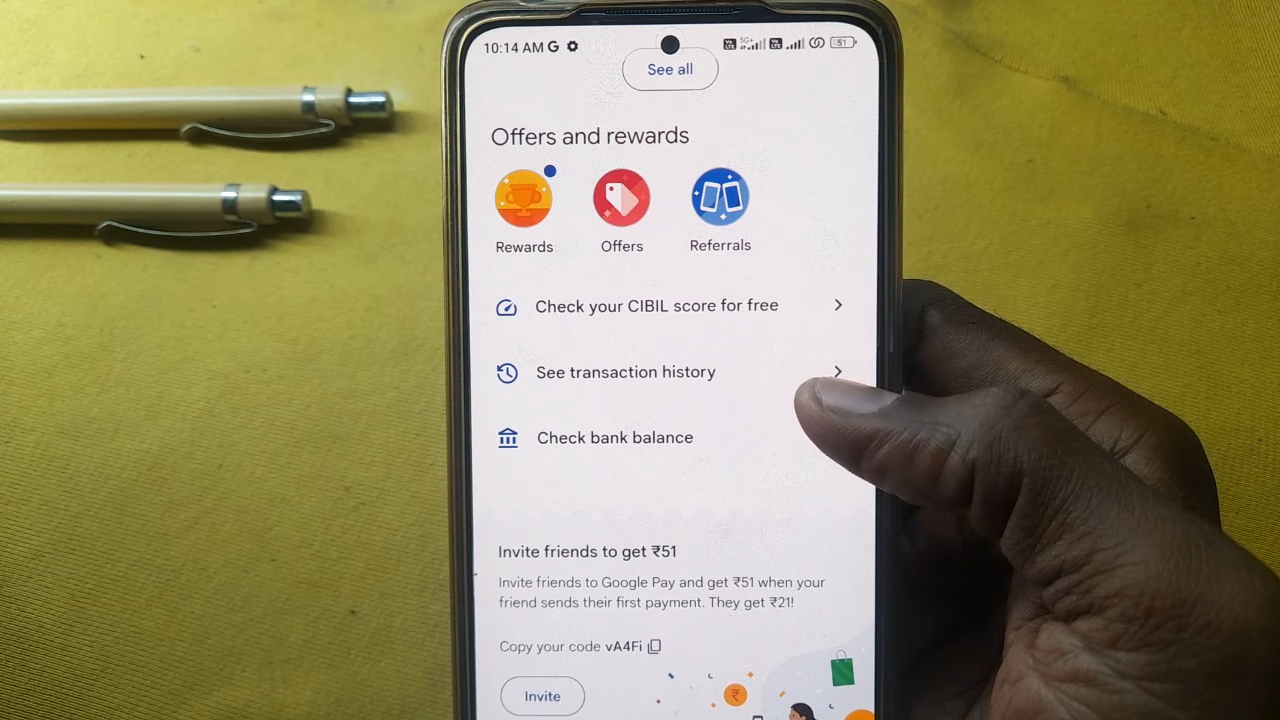 10:14 AM G
5G+
51
See all
Offers and rewards
Rewards
Offers
Referrals
Check your CIBIL score for free
See transaction history
Check bank balance
Invite friends to get ₹51
Invite friends to Google Pay and get ₹51 when your
friend sends their first payment. They get ₹21!
Copy your code vA4Fi
₹
Invite